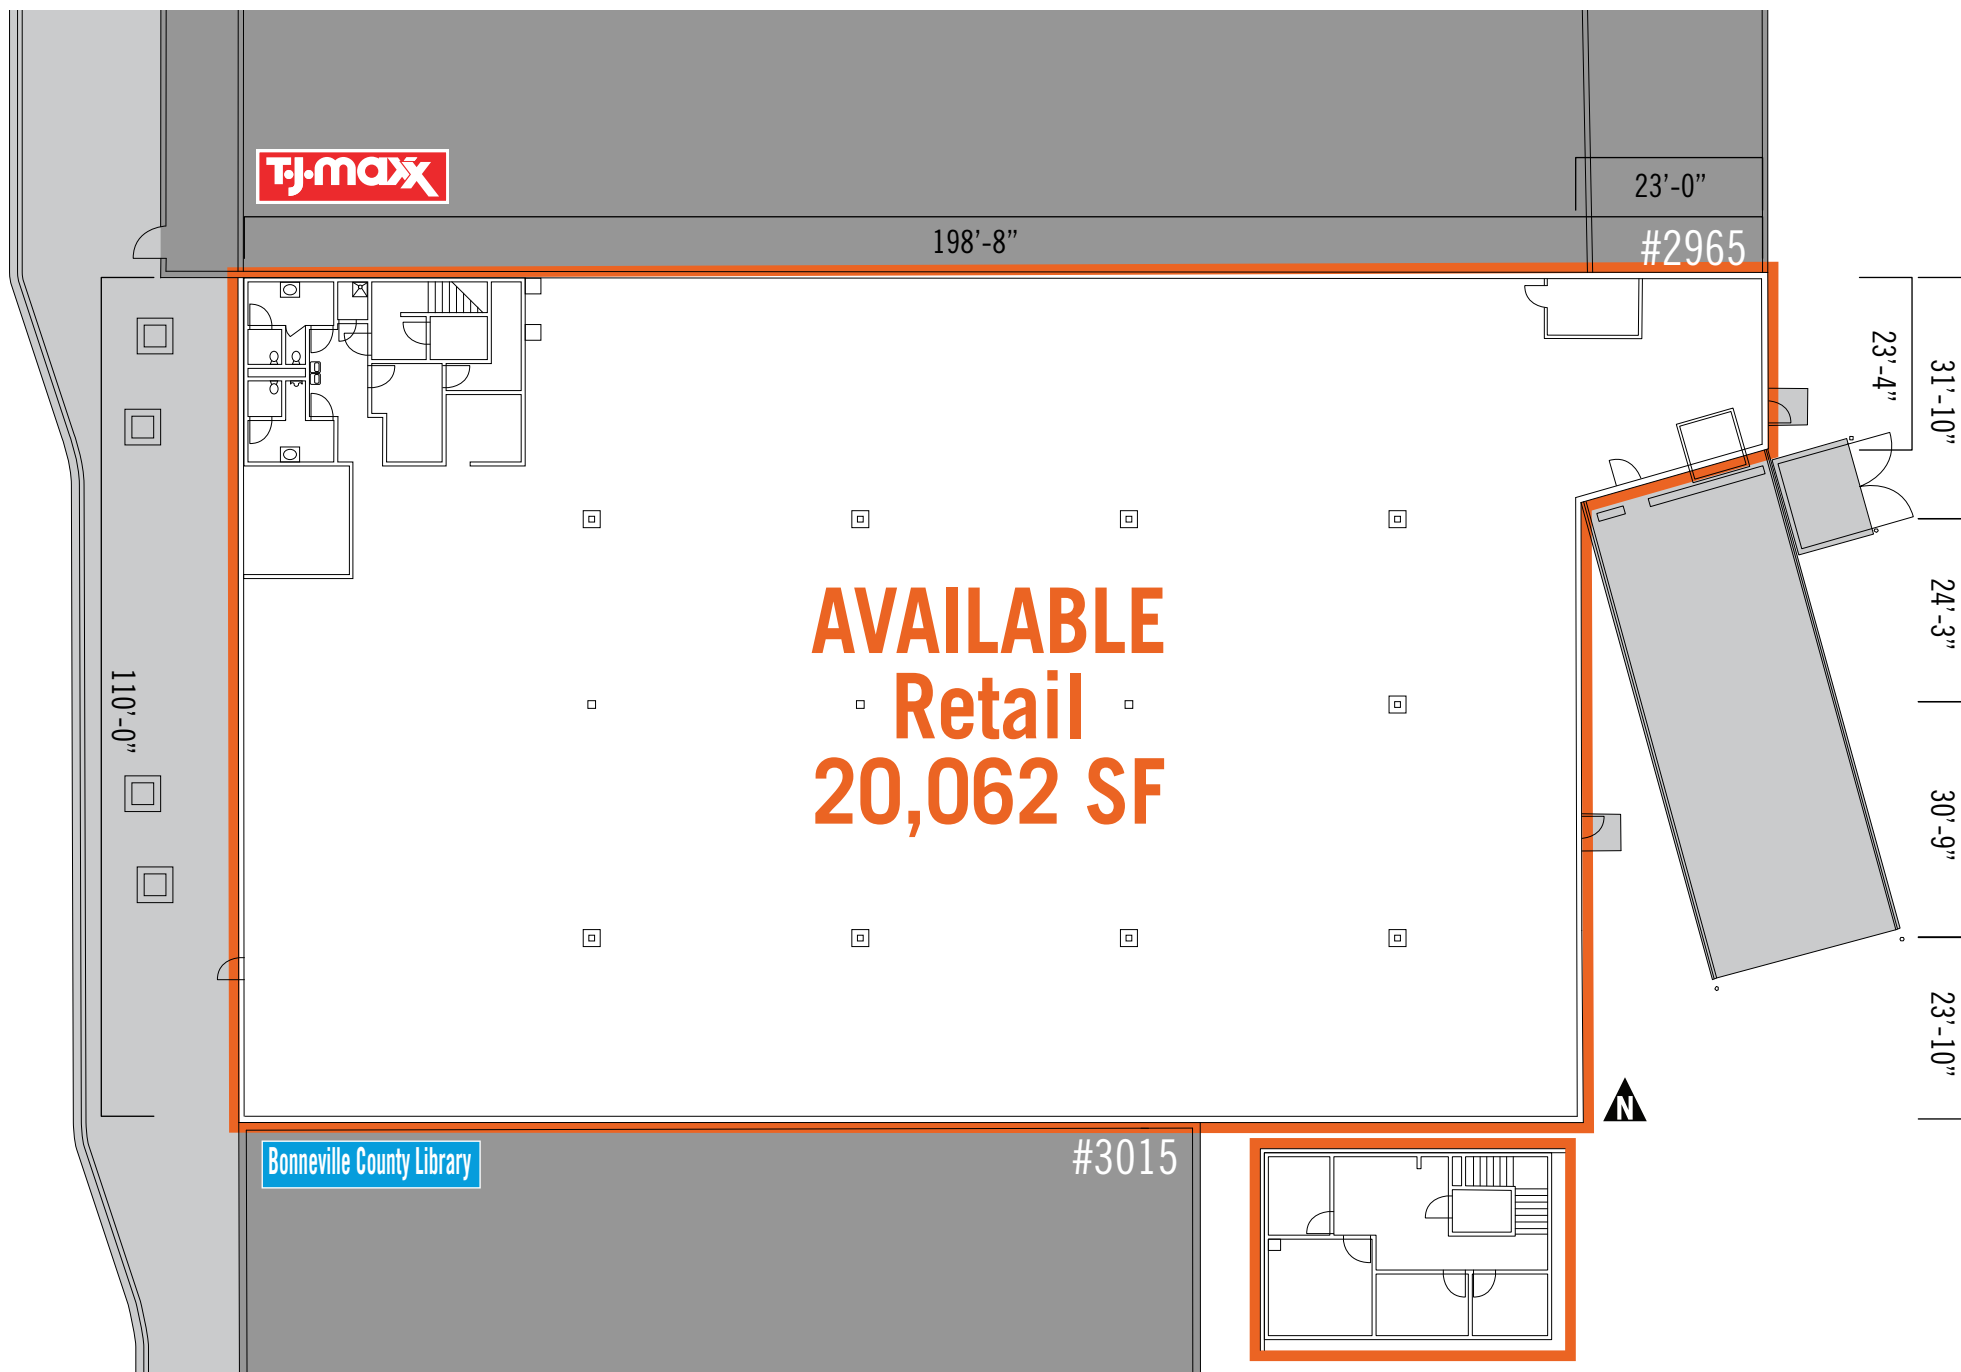 T·J·maxx
23’-0”
198’-8”
#2965
23’-4”
31’-10”
24’-3”
110’-0”
AVAILABLE
Retail
20,062 SF
30’-9”
23’-10”
N
Bonneville County Library
#3015